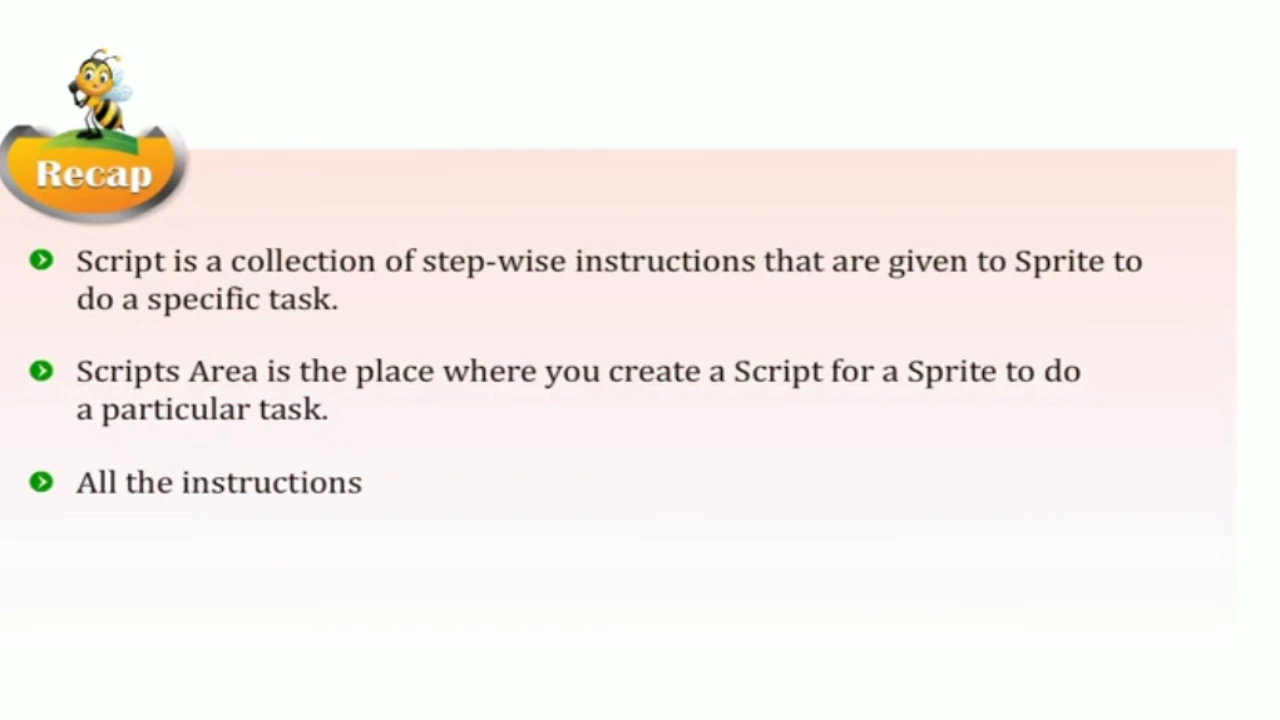 Recap
Script is a collection of step-wise instructions that are given to Sprite to
do a specific task.
Scripts Area is the place where you create a Script for a Sprite to do
a particular task.
All the instructions